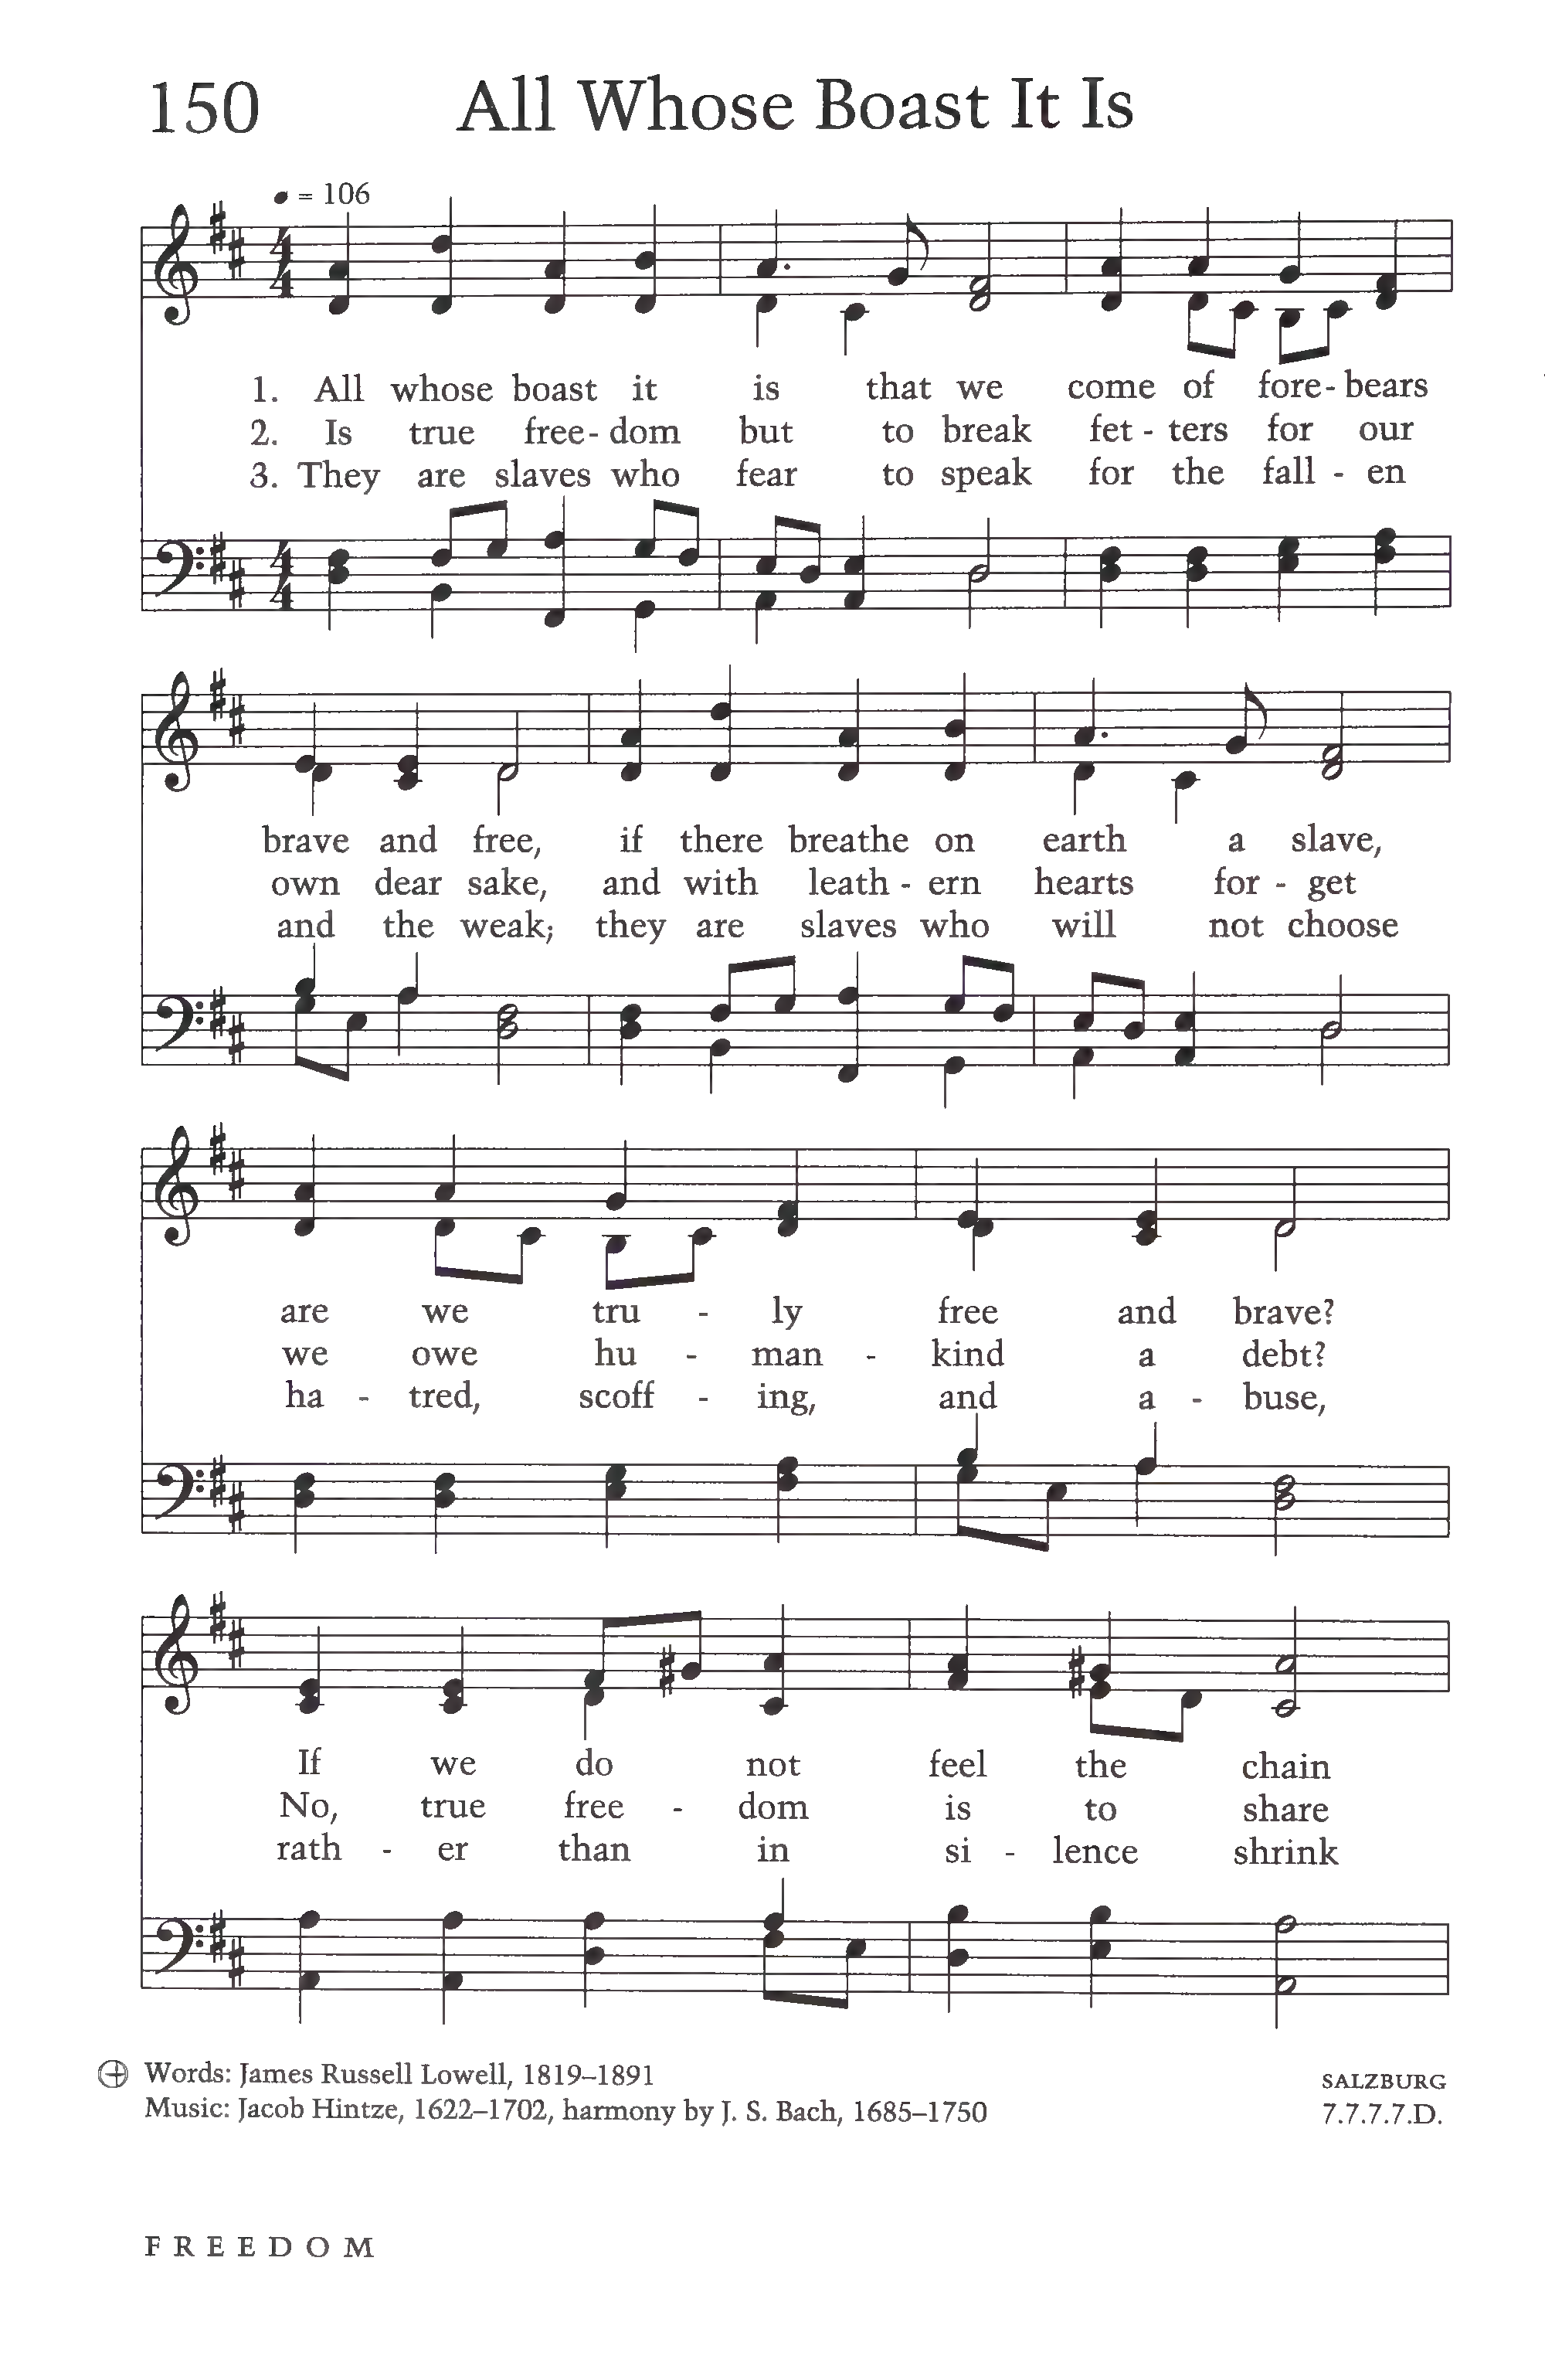 150 All Whose Boast It Is
= 106
1. All whose boast it is that we come of fore- bears
2. Is true free- dom but to break fet - ters for our
3. They are slaves who fear to speak for the fall - en
brave and free, if there breathe on earth a slave,
own dear sake, and with leath - ern hearts for - get
and the weak; they are slaves who will not choose
are we tru - ly free and brave?
we owe hu - man - kind a debt?
ha - tred, scoff - ing, and a - buse,
If we do not feel the chain
No, true free - dom is to share
rath - er than in si - lence shrink
Words: James Russell Lowell, 1819–1891
Music: Jacob Hintze, 1622–1702, harmony by J. S. Bach, 1685–1750
SALZBURG
7.7.7.7.D.
FREEDOM